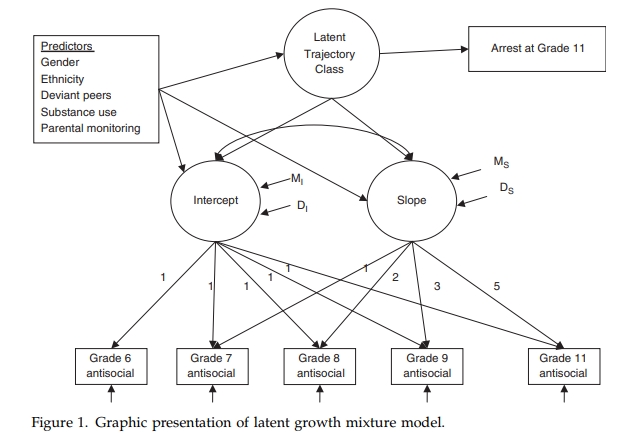 Predictors
Gender
Ethnicity
Deviant peers
Substance use
Parental monitoring
Latent
Trajectory
Class
Arrest at Grade 11
Intercept
M_I
D_I
Slope
M_S
D_S
1
1
1
1
1
1
2
3
5
Grade 6
antisocial
Grade 7
antisocial
Grade 8
antisocial
Grade 9
antisocial
Grade 11
antisocial
Figure 1. Graphic presentation of latent growth mixture model.